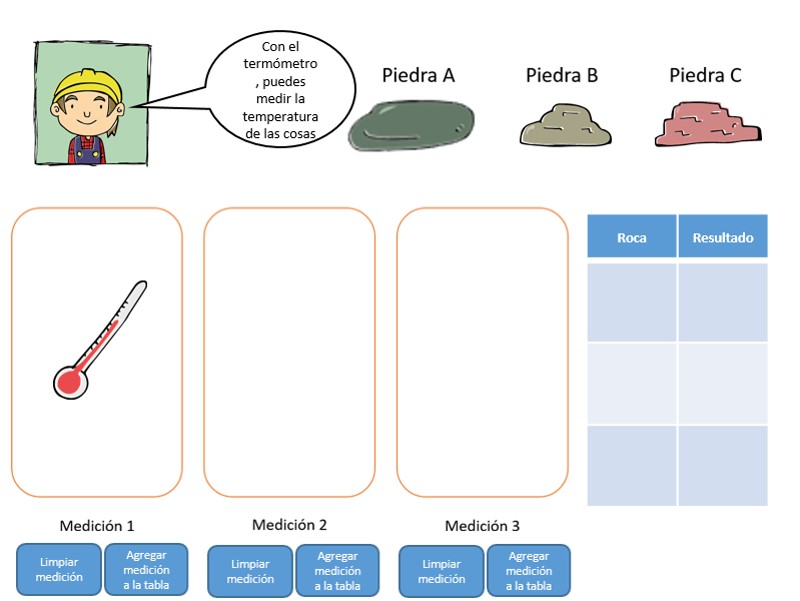 Con el
termómetro
, puedes
medir la
temperatura
de las cosas
Piedra A
Piedra B
Piedra C
Roca
Resultado
Medición 1
Medición 2
Medición 3
Limpiar
medición
Agregar
medición
a la tabla
Limpiar
medición
Agregar
medición
a la tabla
Limpiar
medición
Agregar
medición
a la tabla